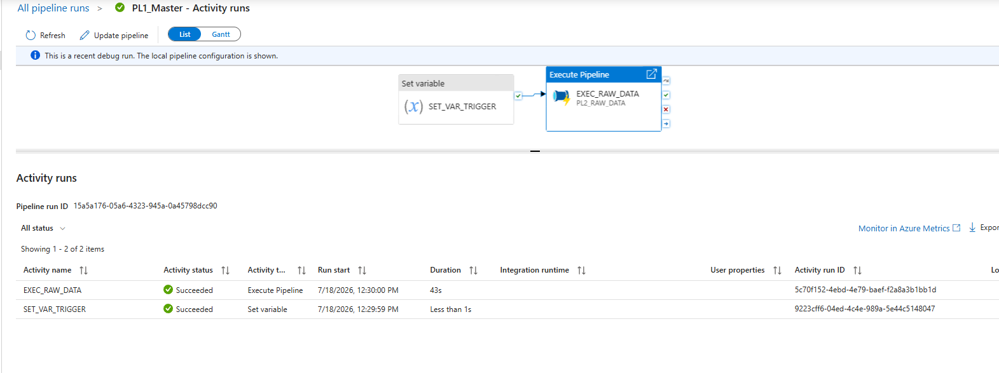 All pipeline runs > PL1_Master - Activity runs
Refresh Update pipeline List Gantt
This is a recent debug run. The local pipeline configuration is shown.
Set variable
(x) SET_VAR_TRIGGER
Execute Pipeline
EXEC_RAW_DATA
PL2_RAW_DATA
Activity runs
Pipeline run ID 15a5a176-05a6-4323-945a-0a45798dcc90
All status
Monitor in Azure Metrics Expor
Showing 1 - 2 of 2 items
Activity name Activity status Activity t... Run start Duration Integration runtime User properties Activity run ID Lo
EXEC_RAW_DATA Succeeded Execute Pipeline 7/18/2026, 12:30:00 PM 43s 5c70f152-4ebd-4e79-baef-f2a8a3b1bb1d
SET_VAR_TRIGGER Succeeded Set variable 7/18/2026, 12:29:59 PM Less than 1s 9223cff6-04ed-4c4e-989a-5e44c5148047